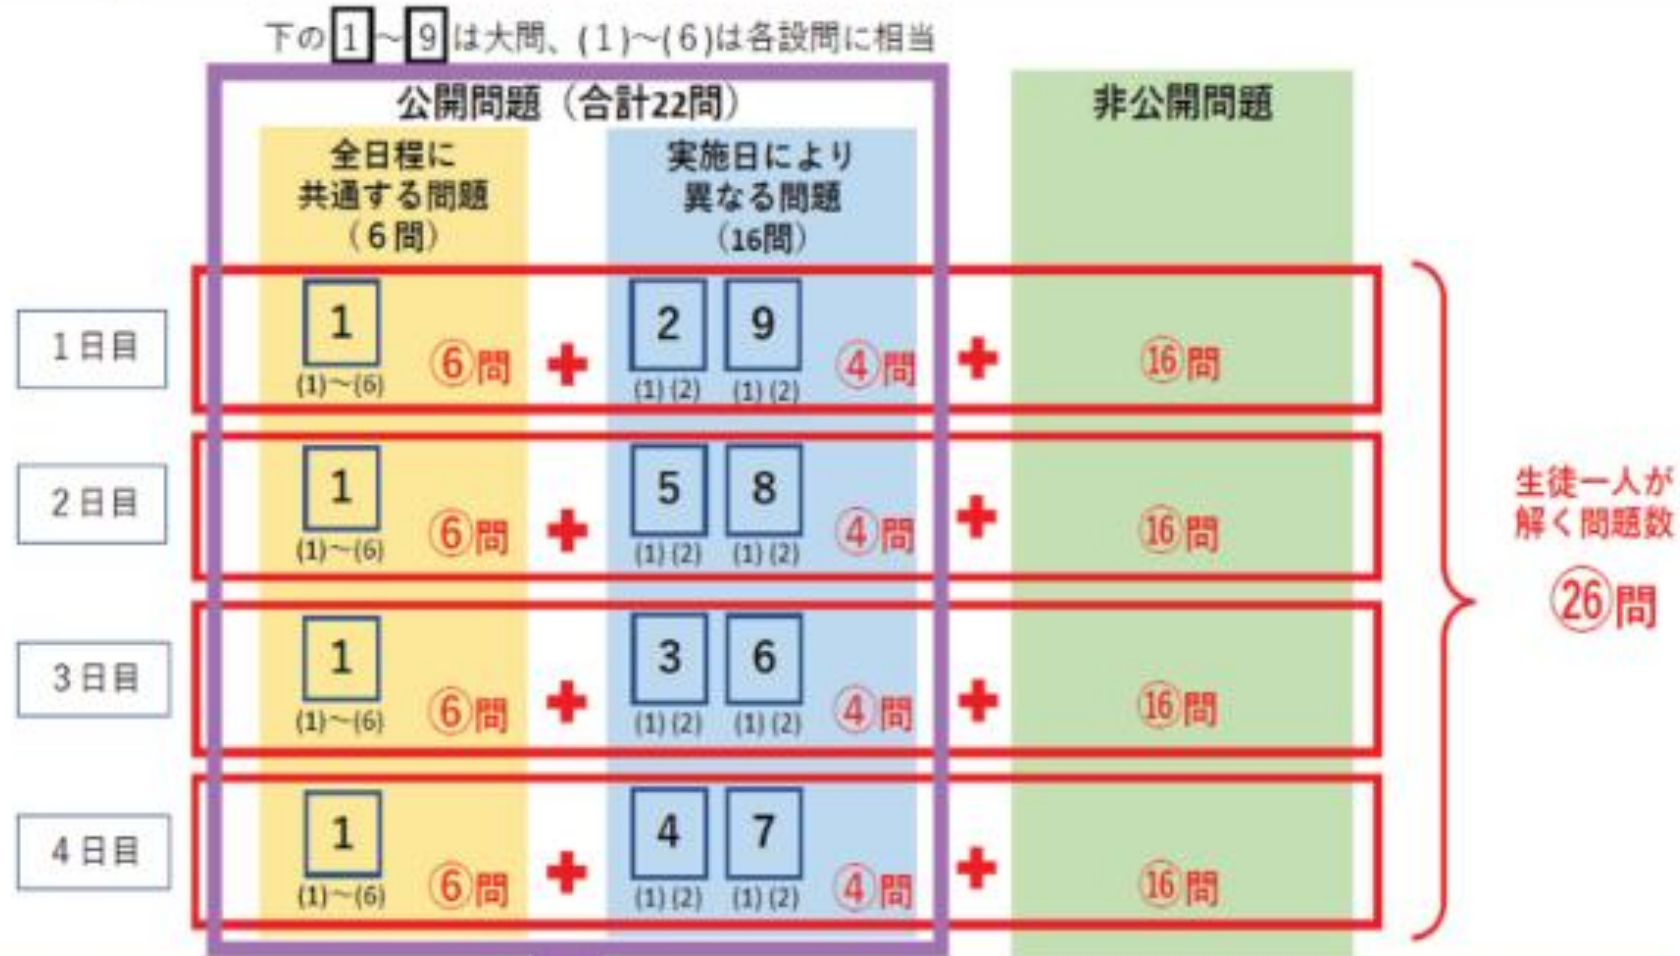 下の1～9は大問、(1)～(6)は各設問に相当
公開問題（合計22問）
非公開問題
全日程に
共通する問題
（6問）
実施日により
異なる問題
（16問）
1日目
1
(1)～(6)
⑥問
+
2 9
(1)(2) (1)(2)
④問
+
⑯問
2日目
1
(1)～(6)
⑥問
+
5 8
(1)(2) (1)(2)
④問
+
⑯問
3日目
1
(1)～(6)
⑥問
+
3 6
(1)(2) (1)(2)
④問
+
⑯問
4日目
1
(1)～(6)
⑥問
+
4 7
(1)(2) (1)(2)
④問
+
⑯問
生徒一人が
解く問題数
㉖問